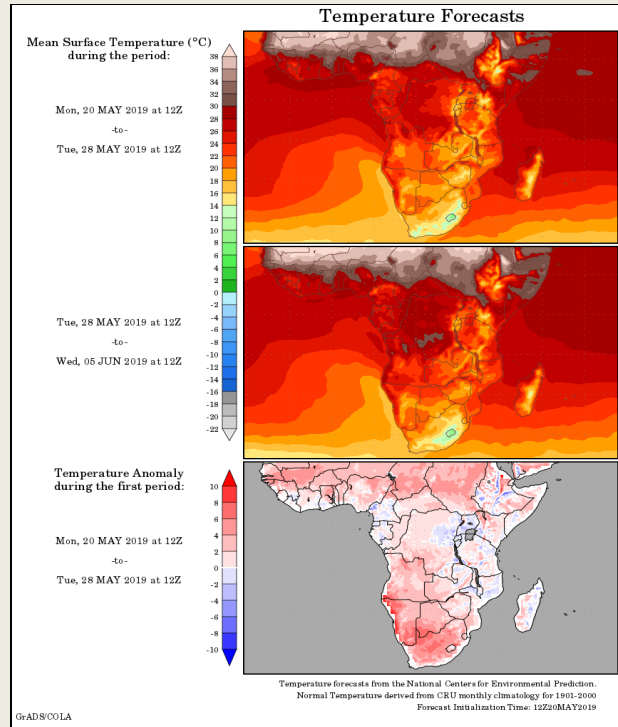 Temperature Forecasts
Mean Surface Temperature (°C)
during the period:
Mon, 20 MAY 2019 at 12Z
-to-
Tue, 28 MAY 2019 at 12Z
38
36
34
32
30
28
26
24
22
20
18
16
14
12
10
8
6
4
2
0
-2
-4
-6
-8
-10
-12
-14
-16
-18
-20
-22
Tue, 28 MAY 2019 at 12Z
-to-
Wed, 05 JUN 2019 at 12Z
Temperature Anomaly
during the first period:
Mon, 20 MAY 2019 at 12Z
-to-
Tue, 28 MAY 2019 at 12Z
10
8
6
4
2
0
-2
-4
-6
-8
-10
Temperature forecasts from the National Centers for Environmental Prediction.
Normal Temperature derived from CRU monthly climatology for 1901-2000
Forecast Initialization Time: 12Z20MAY2019
GrADS/COLA